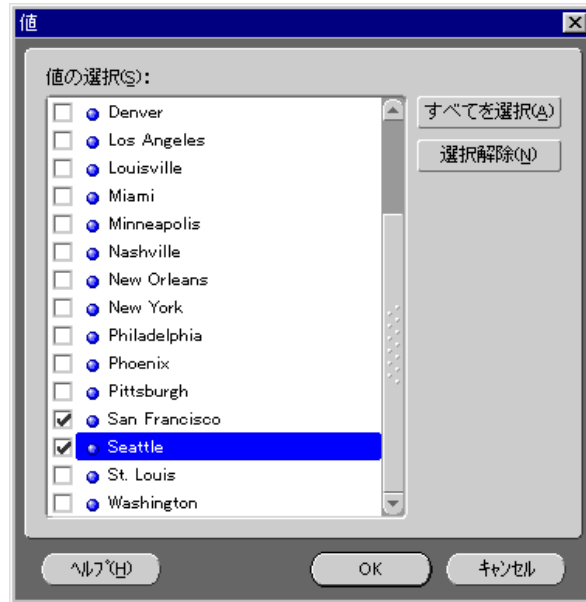 値
値の選択(S):
Denver
Los Angeles
Louisville
Miami
Minneapolis
Nashville
New Orleans
New York
Philadelphia
Phoenix
Pittsburgh
San Francisco
Seattle
St. Louis
Washington
すべてを選択(A)
選択解除(N)
ﾍﾙﾌﾟ(H)
OK
ｷｬﾝｾﾙ